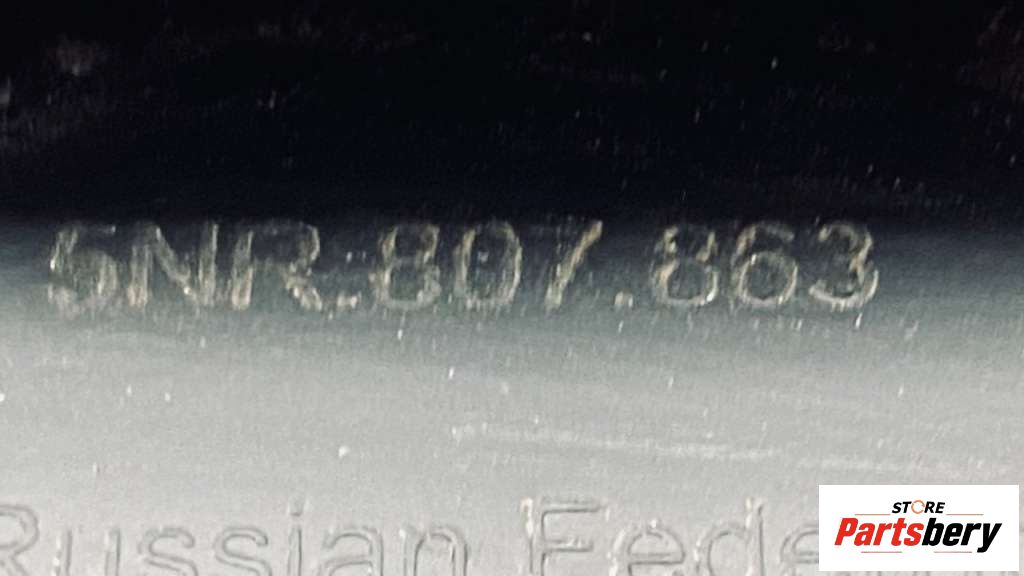 5NR.807.863
Russian Fede
STORE
Partsbery